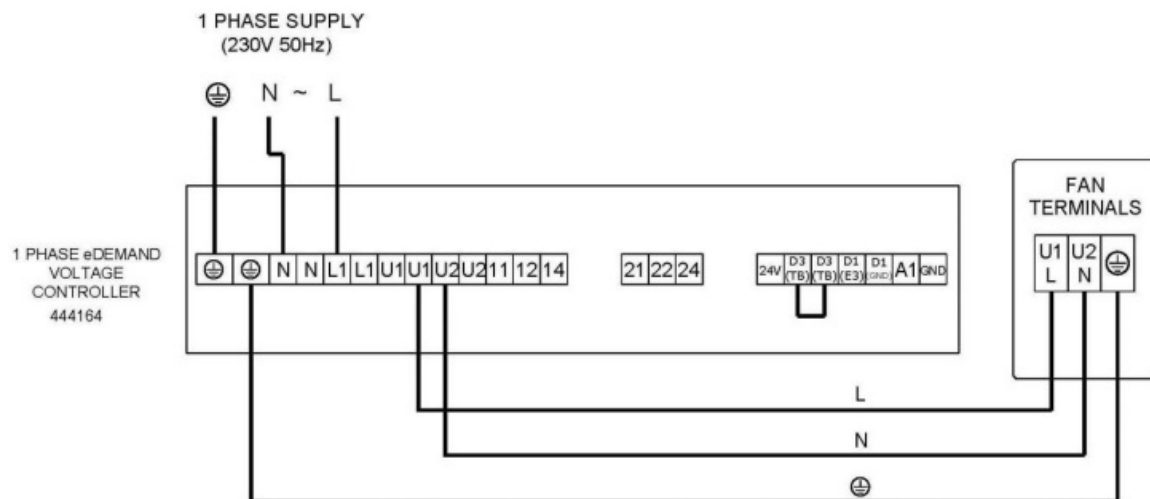 1 PHASE SUPPLY
(230V 50Hz)
N ~ L
1 PHASE eDEMAND
VOLTAGE
CONTROLLER
444164
N N L1 L1 U1 U1 U2 U2 11 12 14
21 22 24
24V D3 (TB) D3 (TB) D1 (E3) D1 (GND) A1 GND
FAN
TERMINALS
U1 U2
L N
L
N